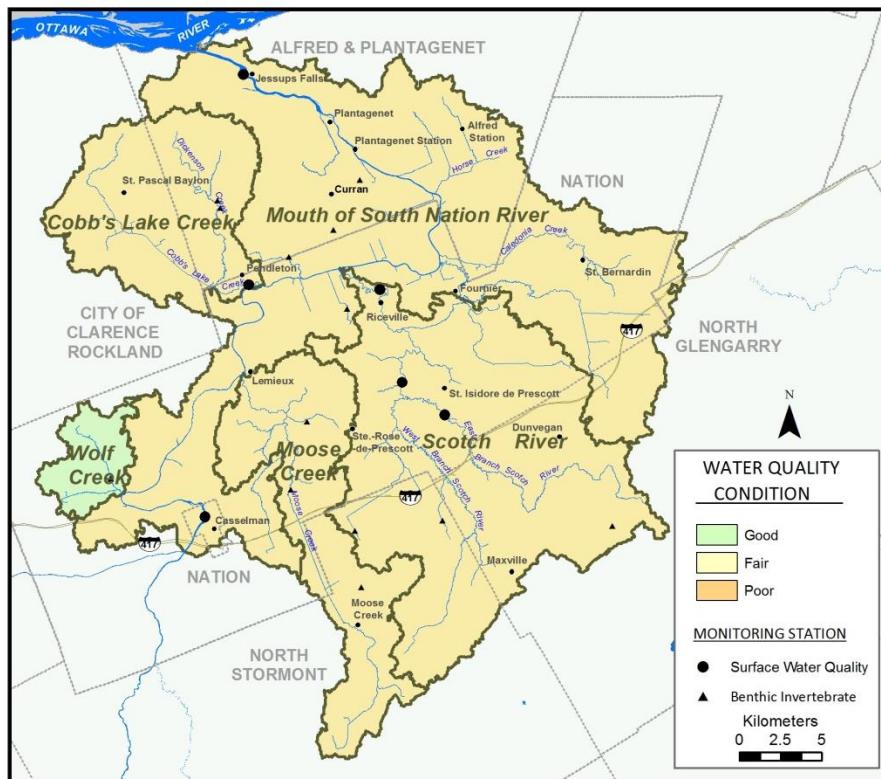 OTTAWA RIVER
ALFRED & PLANTAGENET
Jessups Falls
Plantagenet
Alfred
Station
Plantagenet Station
Horse Creek
Dickenson Creek
NATION
St. Pascal Baylon
Curran
Cobb's Lake Creek
Mouth of South Nation River
Caledonia Creek
Cobb's Lake Creek
Pendleton
St. Bernardin
Fournier
CITY OF
CLARENCE
ROCKLAND
Riceville
417
NORTH
GLENGARRY
Lemieux
St. Isidore de Prescott
N
Dunvegan
Ste.-Rose
-de-Prescott
Scotch River
Wolf
Creek
Moose
Creek
West Branch Scotch River
East Branch Scotch River
417
Moose Creek
Casselman
417
NATION
Maxville
Moose
Creek
NORTH
STORMONT
WATER QUALITY
CONDITION
Good
Fair
Poor
MONITORING STATION
Surface Water Quality
Benthic Invertebrate
Kilometers
0 2.5 5